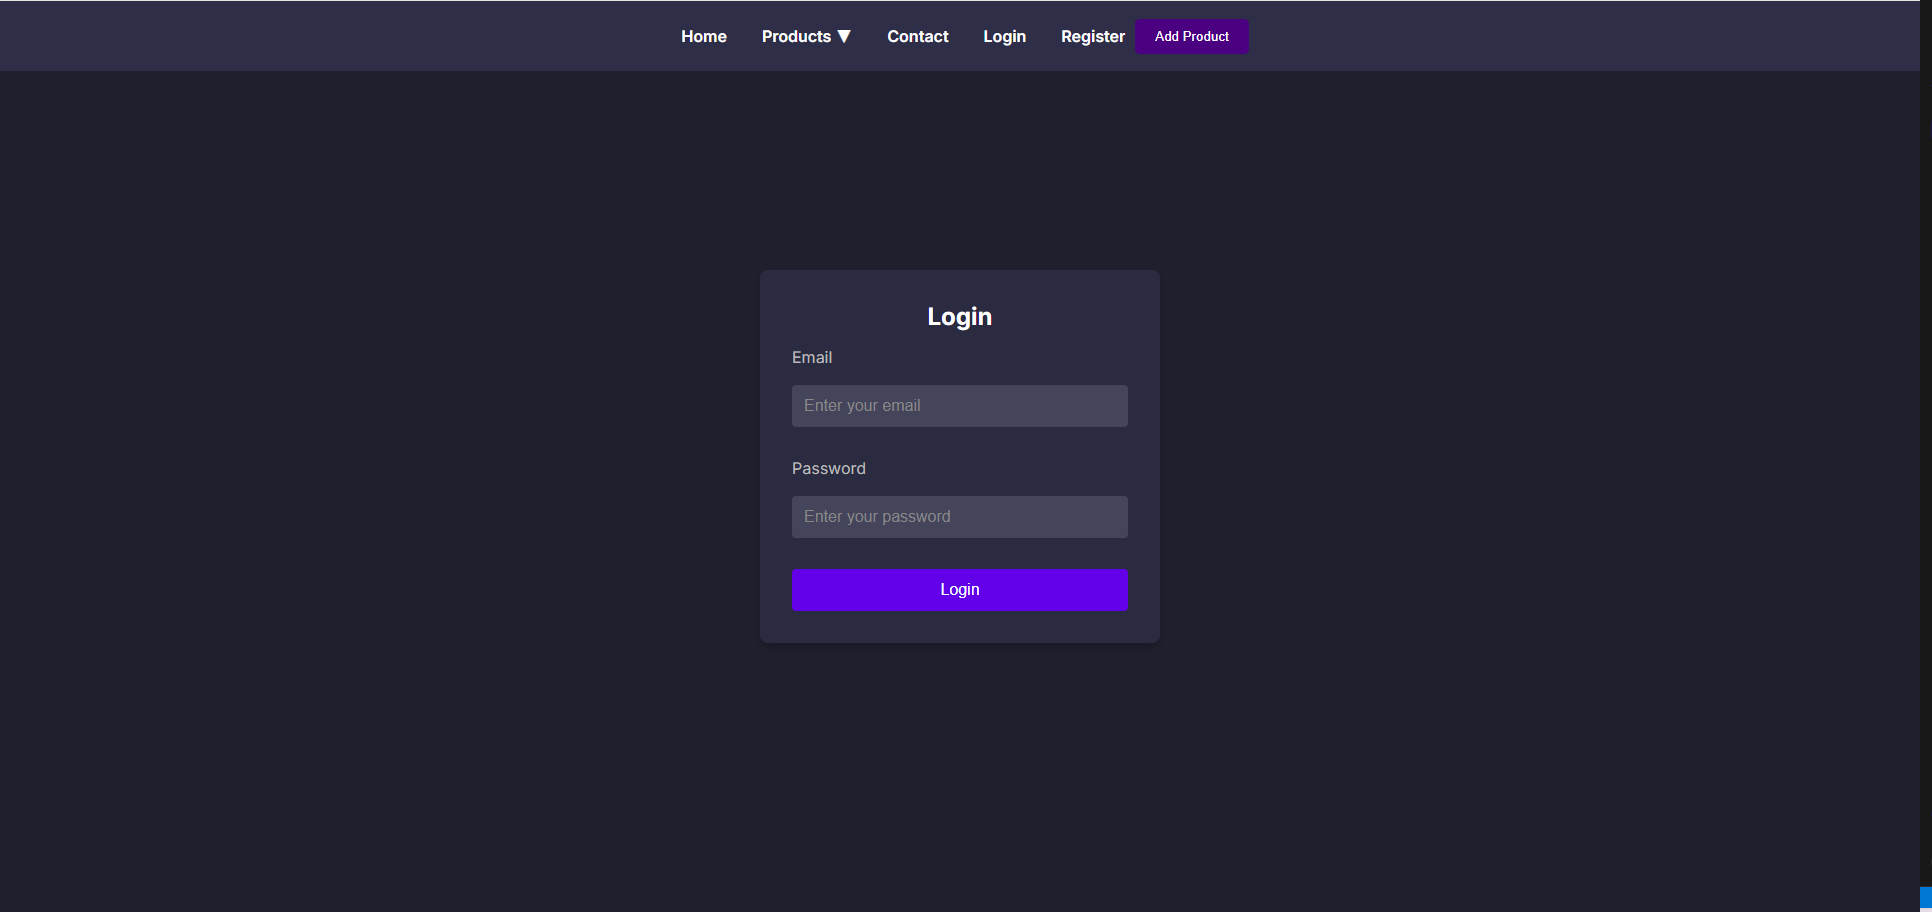 Home Products ▼ Contact Login Register Add Product
Login
Email
Enter your email
Password
Enter your password
Login